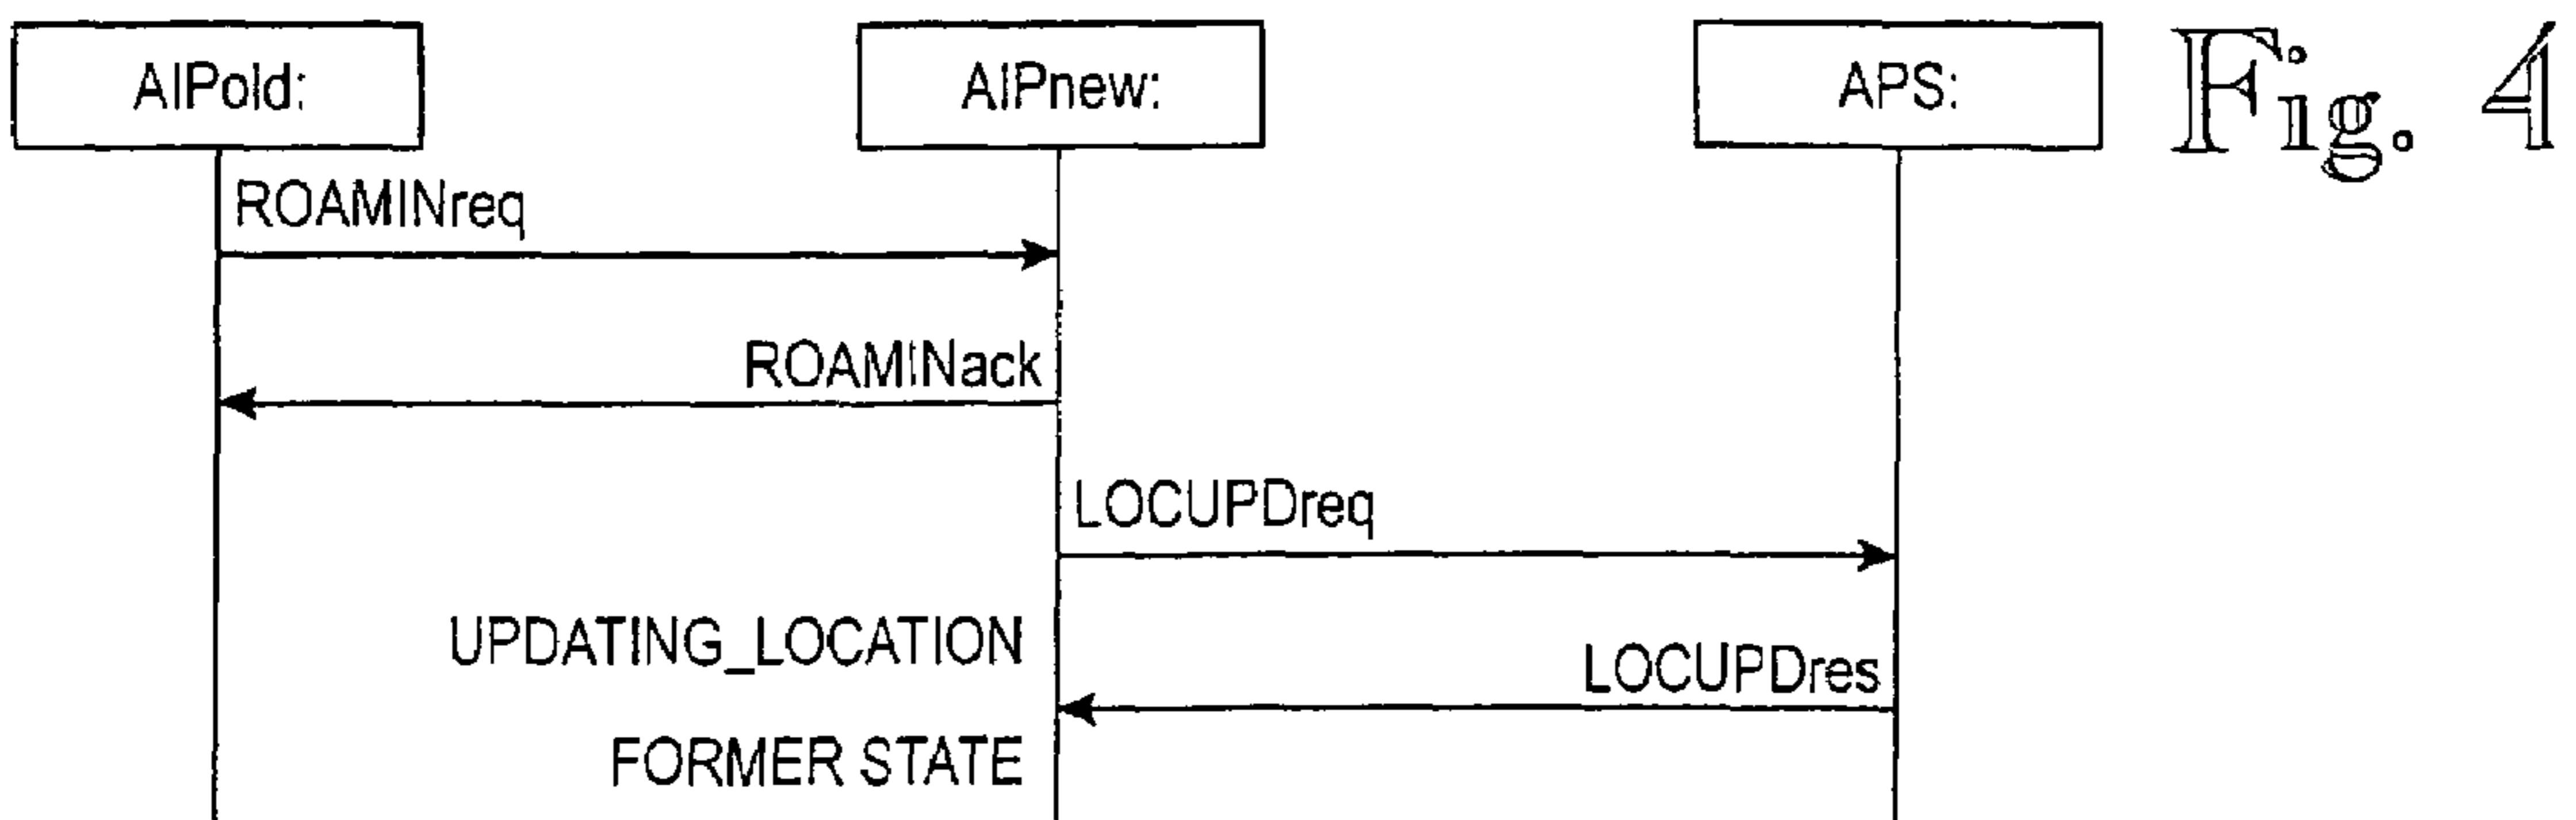 AIPold:
AIPnew:
APS:
Fig. 4
ROAMINreq
ROAMINack
LOCUPDreq
UPDATING_LOCATION
LOCUPDres
FORMER STATE